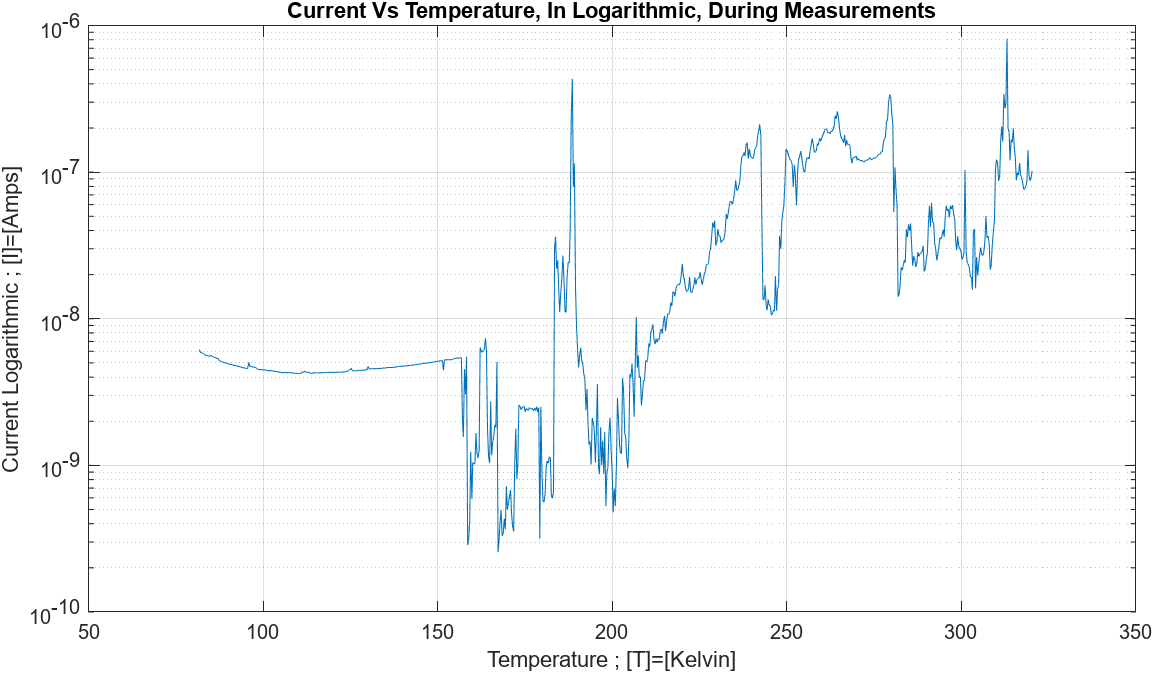 Current Vs Temperature, In Logarithmic, During Measurements
Current Logarithmic ; [I]=[Amps]
10^-6
10^-7
10^-8
10^-9
10^-10
50 100 150 200 250 300 350
Temperature ; [T]=[Kelvin]